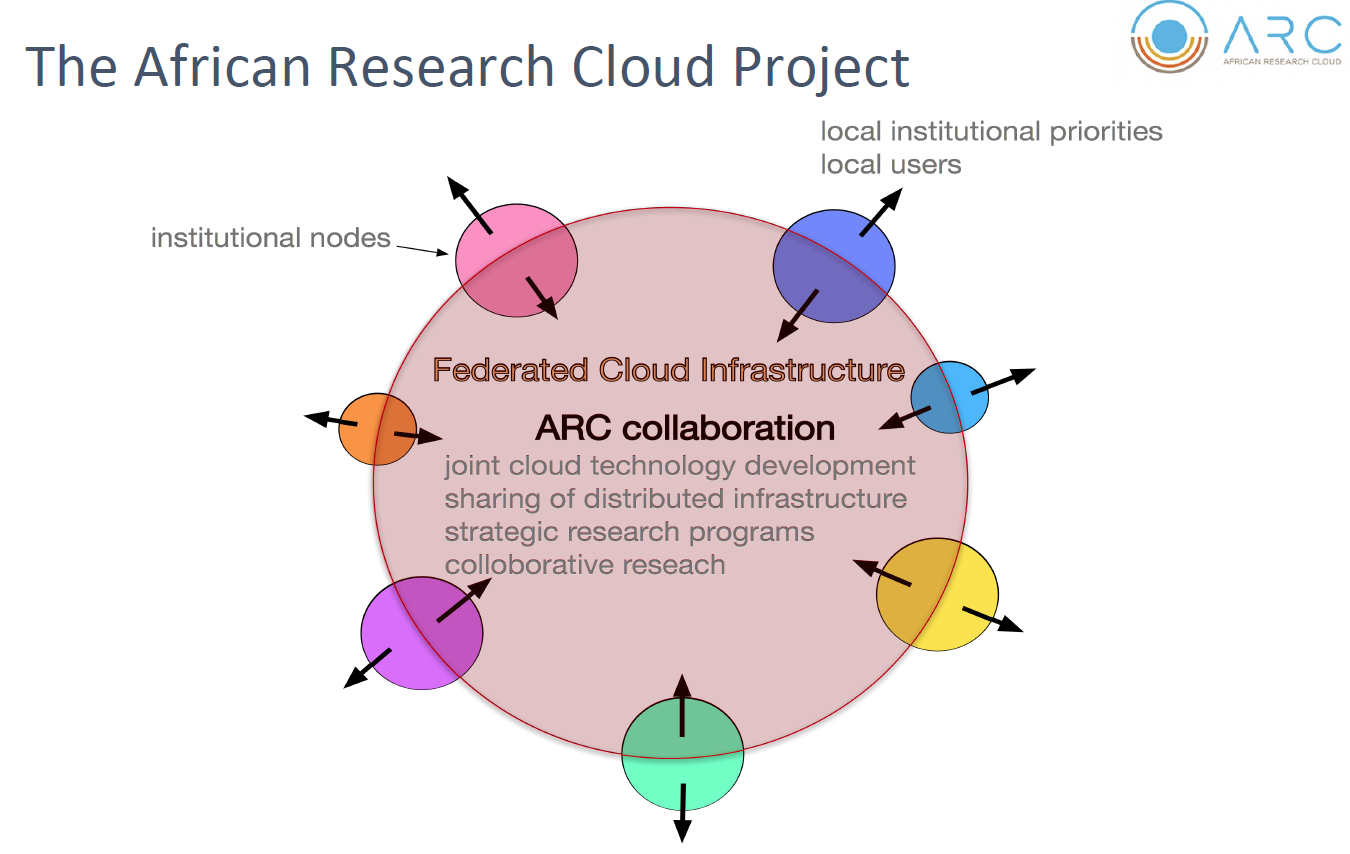 The African Research Cloud Project
ARC
AFRICAN RESEARCH CLOUD
local institutional priorities
local users
institutional nodes
Federated Cloud Infrastructure
ARC collaboration
joint cloud technology development
sharing of distributed infrastructure
strategic research programs
colloborative reseach